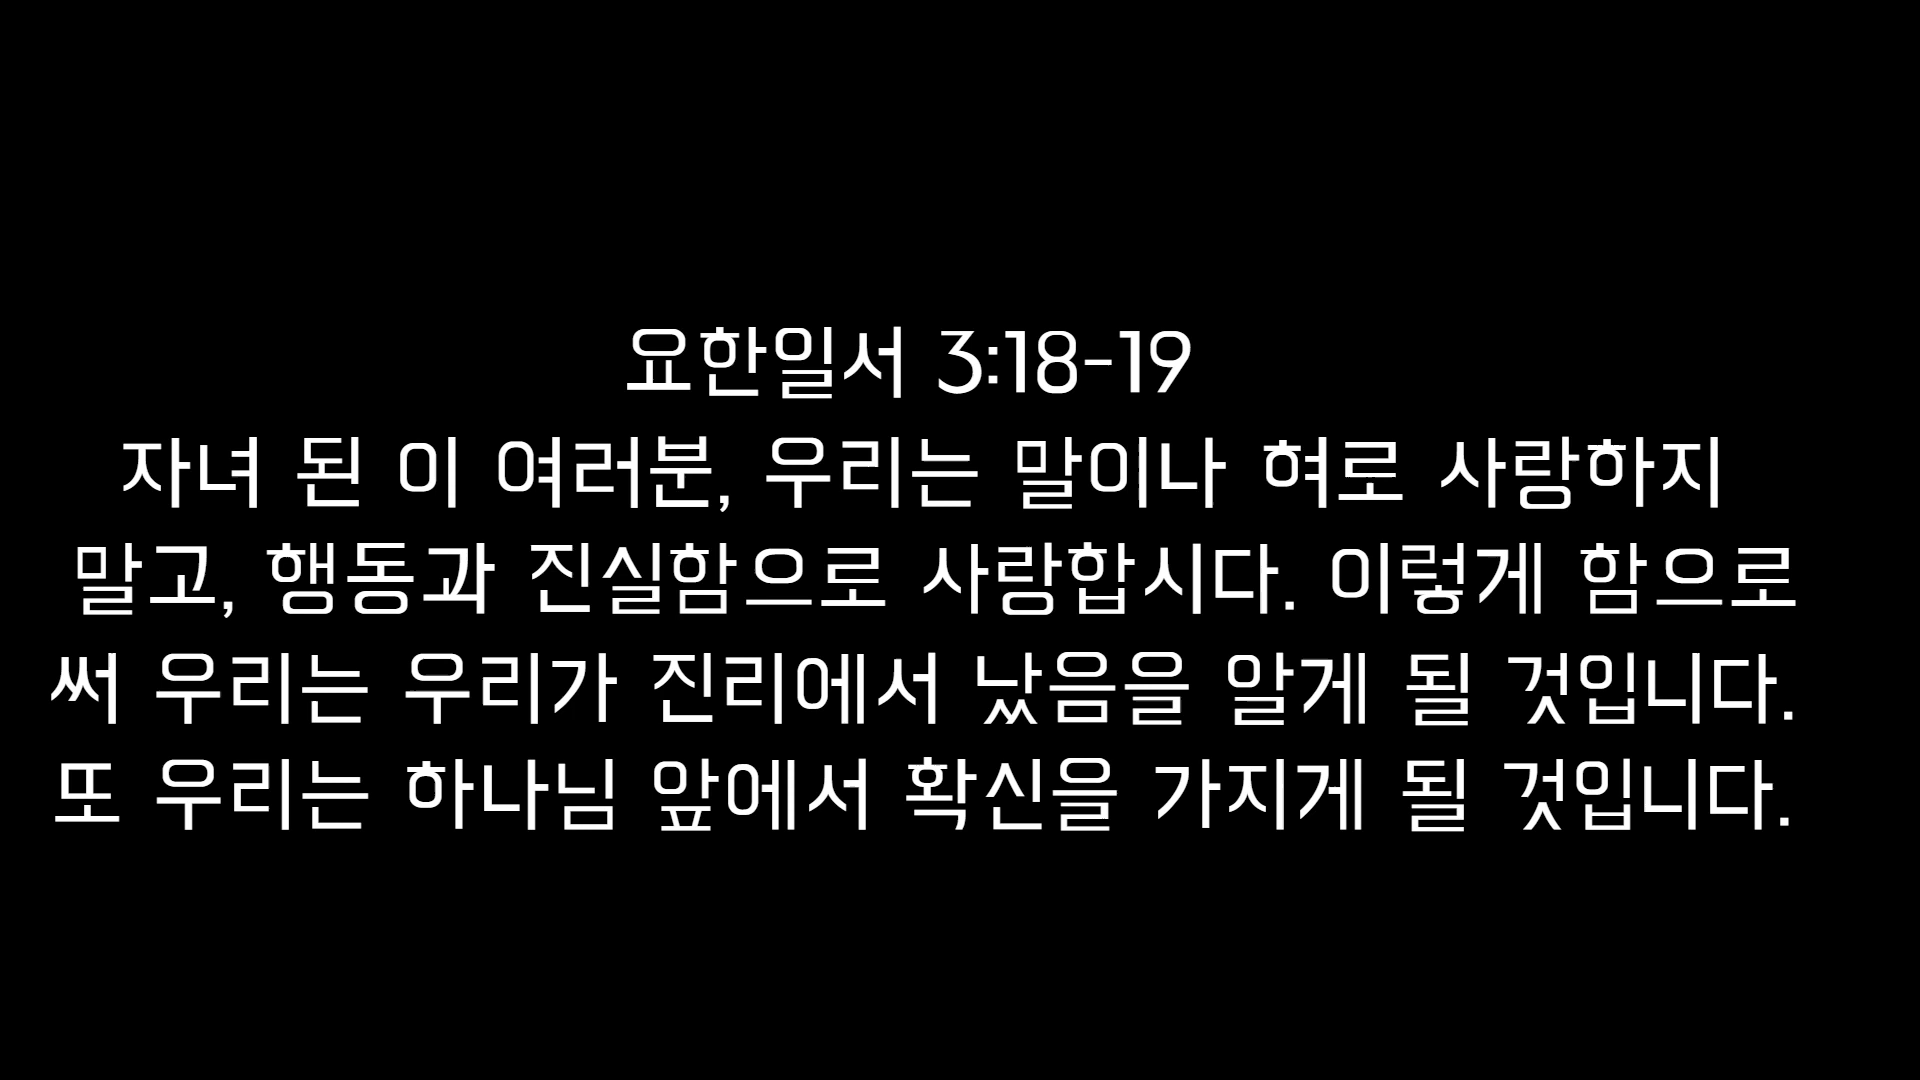 요한일서 3:18-19
자녀 된 이 여러분, 우리는 말이나 혀로 사랑하지
말고, 행동과 진실함으로 사랑합시다. 이렇게 함으로
써 우리는 우리가 진리에서 났음을 알게 될 것입니다.
또 우리는 하나님 앞에서 확신을 가지게 될 것입니다.